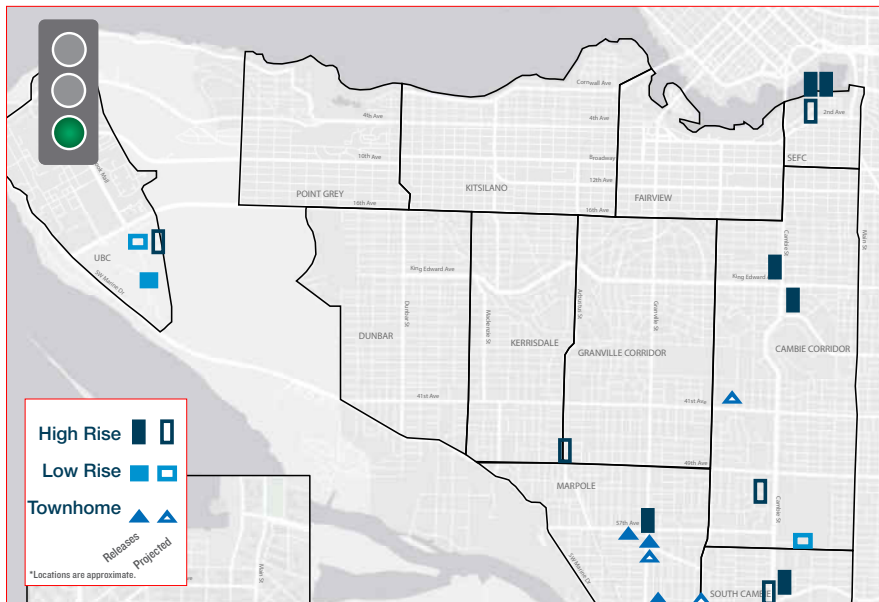 Cornwall Ave
4th Ave
4th Ave
2nd Ave
10th Ave
Broadway
SEFC
12th Ave
POINT GREY
KITSILANO
FAIRVIEW
16th Ave
16th Ave
Cambie St
Main St
UBC
SW Marine Dr
King Edward Ave
King Edward
Dunbar St
Mackenzie St
Arbutus St
Granville St
DUNBAR
KERRISDALE
GRANVILLE CORRIDOR
CAMBIE CORRIDOR
41st Ave
41st Ave
High Rise
Low Rise
Townhome
Releases
Projected
*Locations are approximate.
49th Ave
MARPOLE
Cambie St
57th Ave
SW Marine Dr
Main St
SOUTH CAMBIE